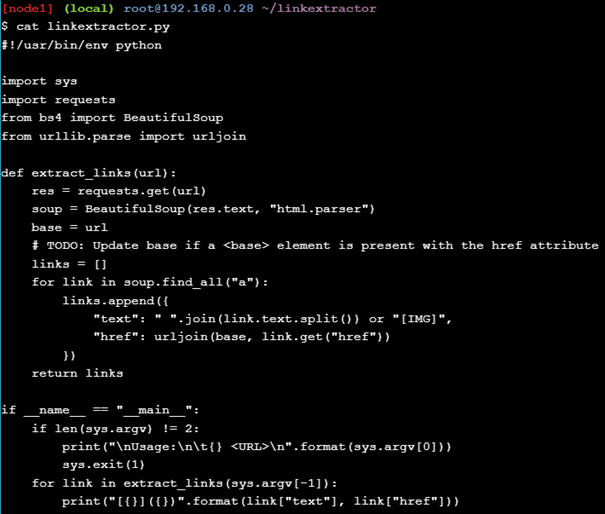 [node1] (local) root@192.168.0.28 ~/linkextractor
$ cat linkextractor.py
#!/usr/bin/env python

import sys
import requests
from bs4 import BeautifulSoup
from urllib.parse import urljoin

def extract_links(url):
    res = requests.get(url)
    soup = BeautifulSoup(res.text, "html.parser")
    base = url
    # TODO: Update base if a <base> element is present with the href attribute
    links = []
    for link in soup.find_all("a"):
        links.append({
            "text": " ".join(link.text.split()) or "[IMG]",
            "href": urljoin(base, link.get("href"))
        })
    return links

if __name__ == "__main__":
    if len(sys.argv) != 2:
        print("\nUsage:\n\t{} <URL>\n".format(sys.argv[0]))
        sys.exit(1)
    for link in extract_links(sys.argv[-1]):
        print("[{}]({})".format(link["text"], link["href"]))